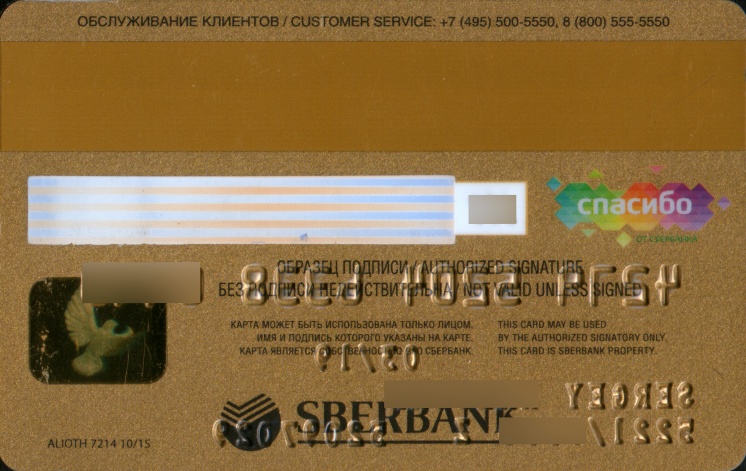 ОБСЛУЖИВАНИЕ КЛИЕНТОВ / CUSTOMER SERVICE: +7 (495) 500-5550, 8 (800) 555-5550
спасибо
ОТ СБЕРБАНКА
ОБРАЗЕЦ ПОДПИСИ / AUTHORIZED SIGNATURE
БЕЗ ПОДПИСИ НЕДЕЙСТВИТЕЛЬНА / NOT VALID UNLESS SIGNED
КАРТА МОЖЕТ БЫТЬ ИСПОЛЬЗОВАНА ТОЛЬКО ЛИЦОМ,
ИМЯ И ПОДПИСЬ КОТОРОГО УКАЗАНЫ НА КАРТЕ.
КАРТА ЯВЛЯЕТСЯ СОБСТВЕННОСТЬЮ ОАО СБЕРБАНК.
THIS CARD MAY BE USED
BY THE AUTHORIZED SIGNATORY ONLY.
THIS CARD IS SBERBANK PROPERTY.
SERGEY
SBERBANK
ALIOTH 7214 10/15